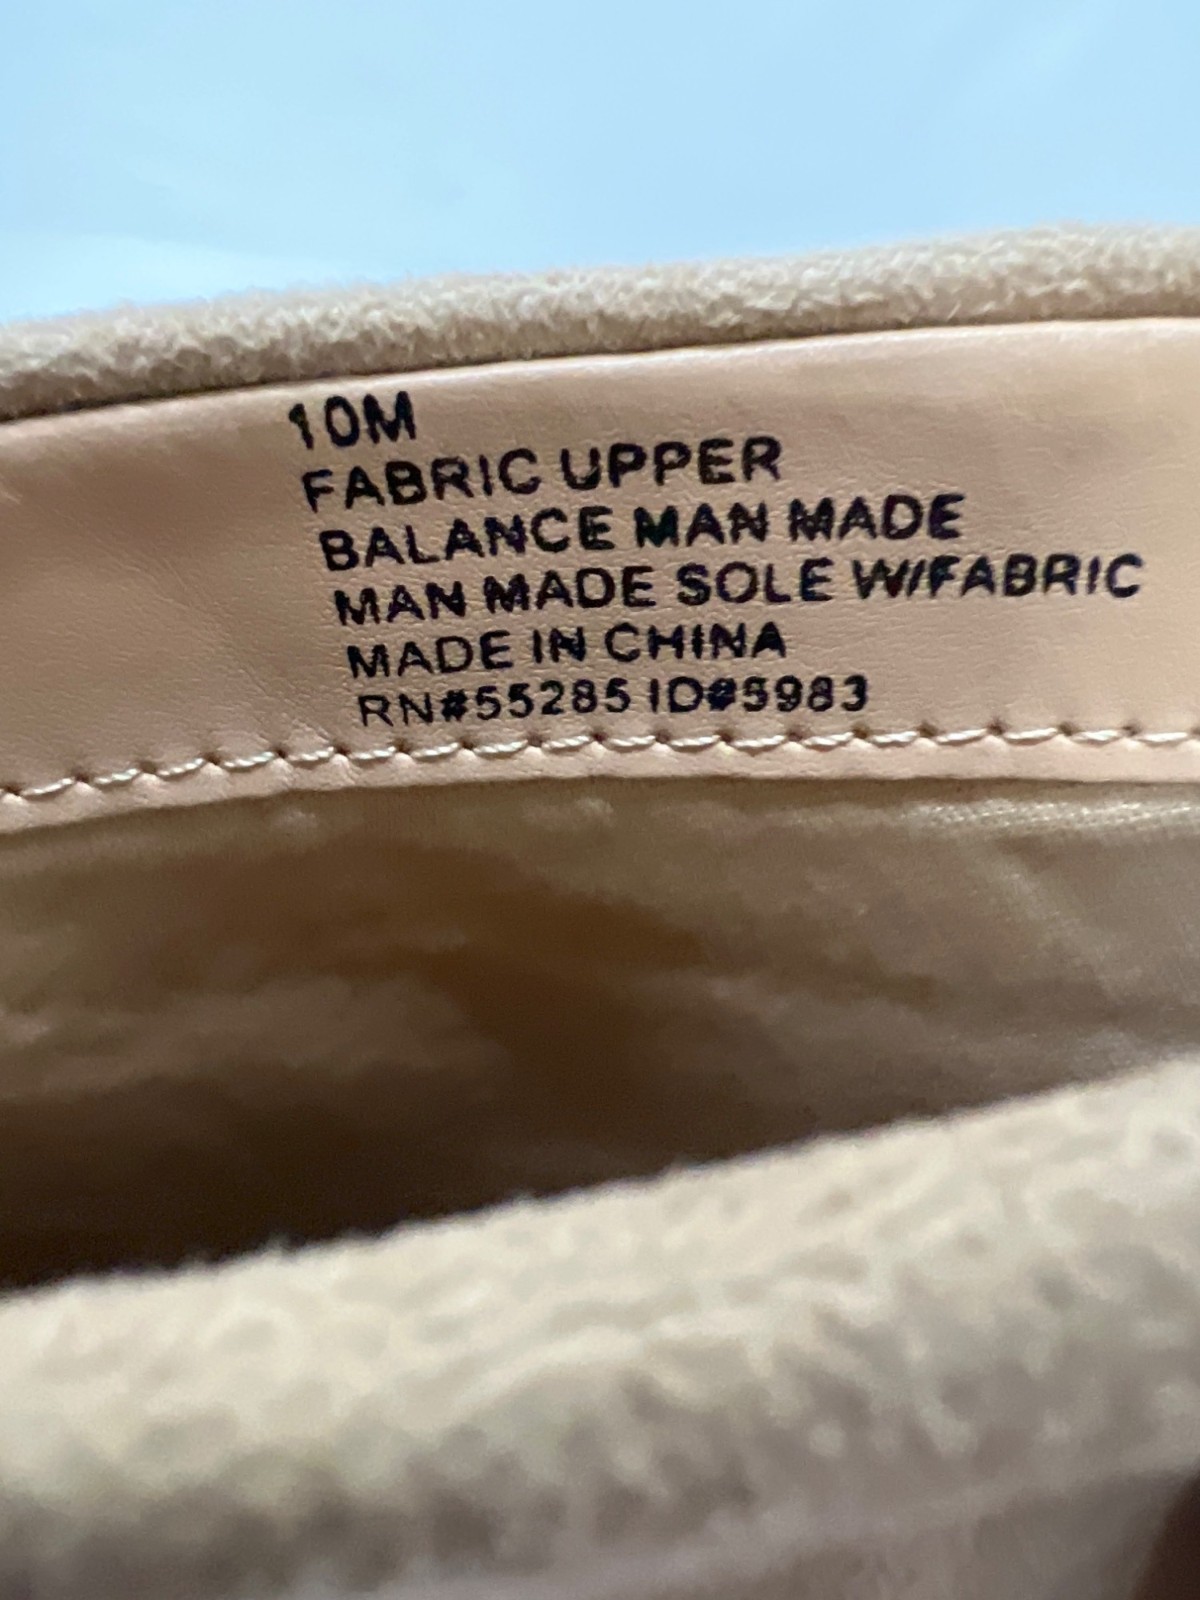 10M
FABRIC UPPER
BALANCE MAN MADE
MAN MADE SOLE W/FABRIC
MADE IN CHINA
RN#55285 ID#5983